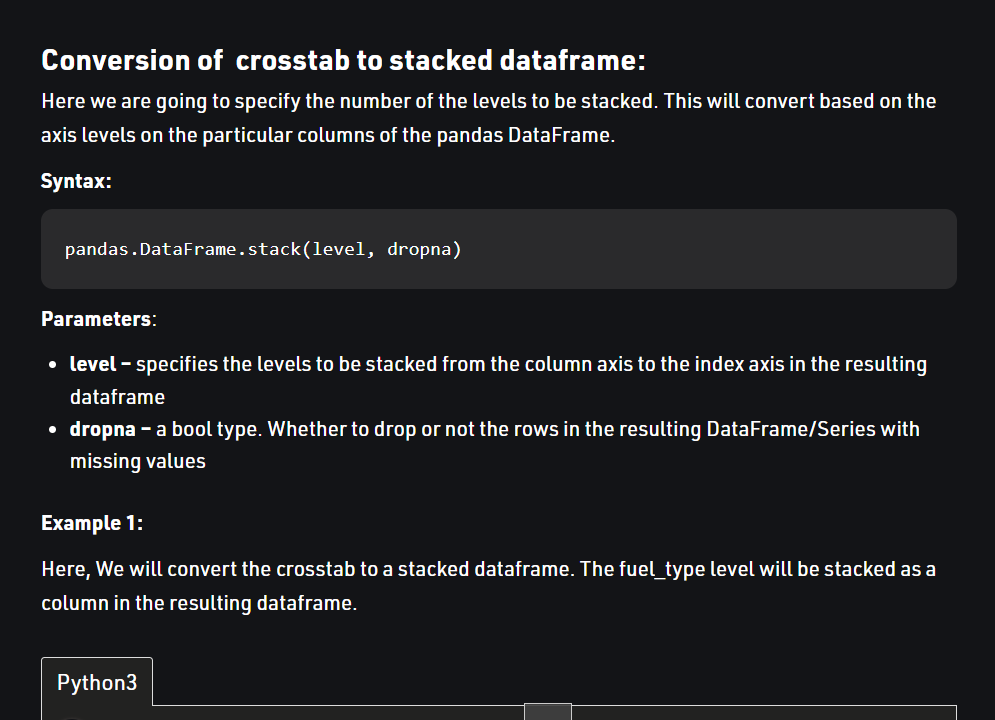 Conversion of  crosstab to stacked dataframe:
Here we are going to specify the number of the levels to be stacked. This will convert based on the
axis levels on the particular columns of the pandas DataFrame.
Syntax:
pandas.DataFrame.stack(level, dropna)
Parameters:
• level – specifies the levels to be stacked from the column axis to the index axis in the resulting
dataframe
• dropna – a bool type. Whether to drop or not the rows in the resulting DataFrame/Series with
missing values
Example 1:
Here, We will convert the crosstab to a stacked dataframe. The fuel_type level will be stacked as a
column in the resulting dataframe.
Python3